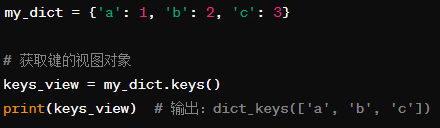 my_dict = {'a': 1, 'b': 2, 'c': 3}
# 获取键的视图对象
keys_view = my_dict.keys()
print(keys_view)  # 输出：dict_keys(['a', 'b', 'c'])